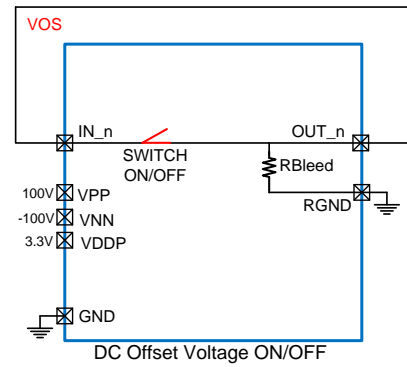 VOS
IN_n
OUT_n
SWITCH
ON/OFF
RBleed
100V VPP
RGND
-100V VNN
3.3V VDDP
GND
DC Offset Voltage ON/OFF